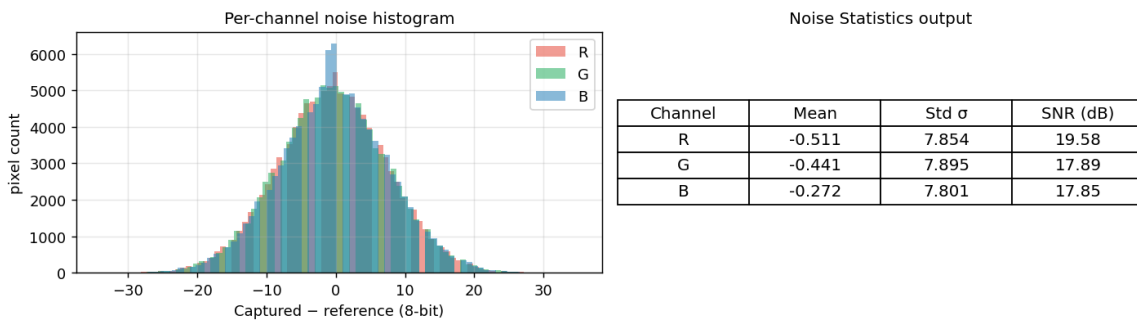 Per-channel noise histogram
pixel count
6000
5000
4000
3000
2000
1000
0
R
G
B
−30 −20 −10 0 10 20 30
Captured − reference (8-bit)
Noise Statistics output
Channel Mean Std σ SNR (dB)
R -0.511 7.854 19.58
G -0.441 7.895 17.89
B -0.272 7.801 17.85